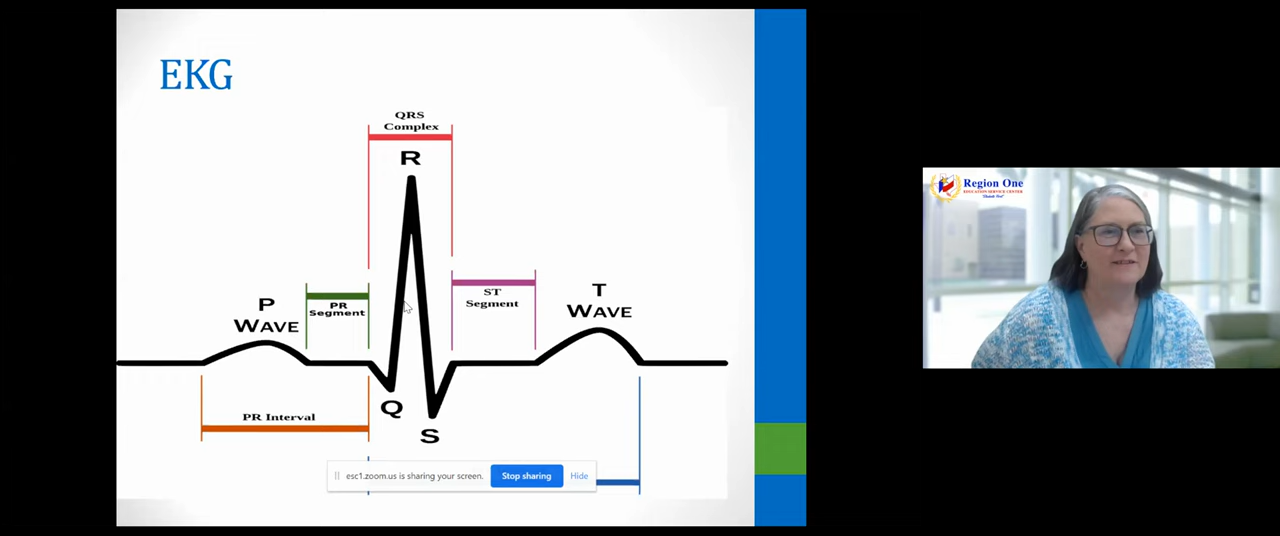 EKG
QRS
Complex
R
P
WAVE
PR
Segment
ST
Segment
T
WAVE
PR Interval
Q
S
esc1.zoom.us is sharing your screen.
Stop sharing
Hide
Region One
EDUCATION SERVICE CENTER